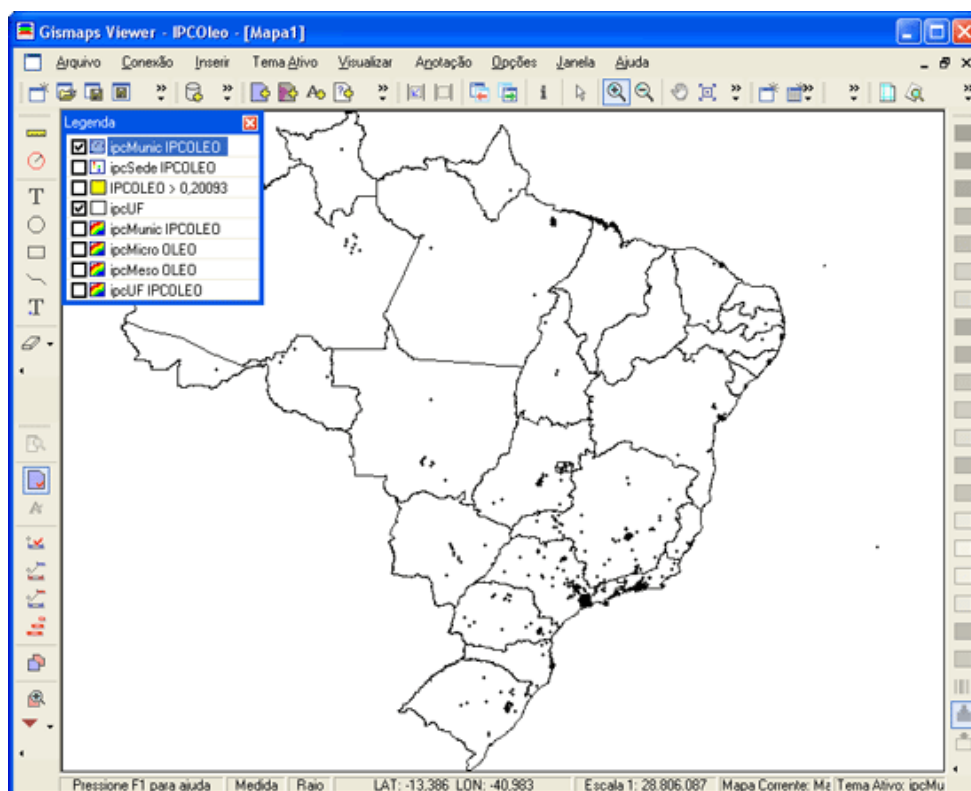 Gismaps Viewer - IPCOleo - [Mapa1]
Arquivo Conexão Inserir Tema Ativo Visualizar Anotação Opções Janela Ajuda
Legenda
ipcMunic IPCOLEO
ipcSede IPCOLEO
IPCOLEO > 0,20093
ipcUF
ipcMunic IPCOLEO
ipcMicro OLEO
ipcMeso OLEO
ipcUF IPCOLEO
Pressione F1 para ajuda Medida Raio LAT: -13.386 LON: -40.983 Escala 1: 28.806.087 Mapa Corrente: Ma Tema Ativo: ipcMu